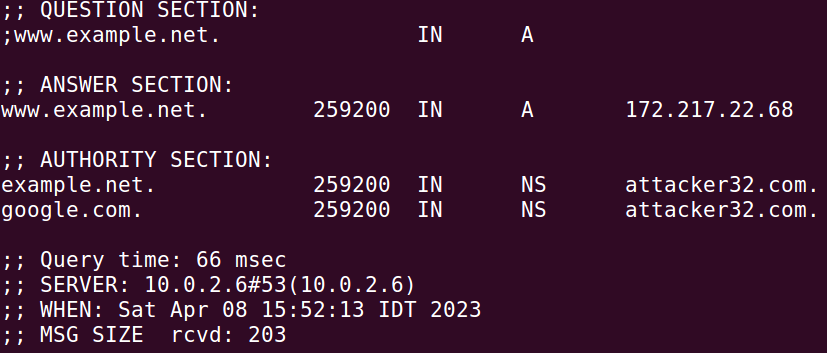 ;; QUESTION SECTION:
;www.example.net. IN A
;; ANSWER SECTION:
www.example.net. 259200 IN A 172.217.22.68
;; AUTHORITY SECTION:
example.net. 259200 IN NS attacker32.com.
google.com. 259200 IN NS attacker32.com.
;; Query time: 66 msec
;; SERVER: 10.0.2.6#53(10.0.2.6)
;; WHEN: Sat Apr 08 15:52:13 IDT 2023
;; MSG SIZE rcvd: 203